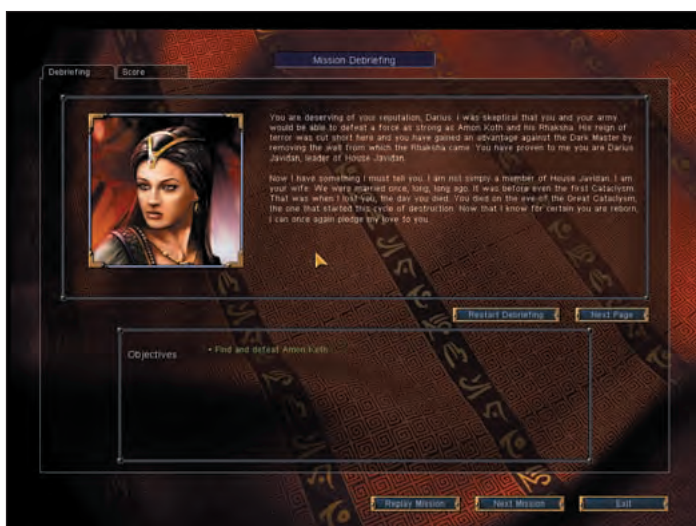 Mission Debriefing
Debriefing
Score
You are deserving of your reputation, Darius. I was skeptical that you and your army
would be able to defeat a force as strong as Amon Koth and his Rhaksha. His reign of
terror was cut short here and you have gained an advantage against the Dark Master by
removing the wall from which the Rhaksha came. You have proven to me you are Darius
Javidan, leader of House Javidan.
Now I have something I must tell you. I am not simply a member of House Javidan. I am
your wife. We were married once, long, long ago. It was before even the first Cataclysm.
That was when I lost you, the day you died. You died on the eve of the Great Cataclysm,
the one that started this cycle of destruction. Now that I know for certain you are reborn,
I can once again pledge my love to you.
Restart Debriefing
Next Page
Objectives
• Find and defeat Amon Koth
Replay Mission
Next Mission
Exit